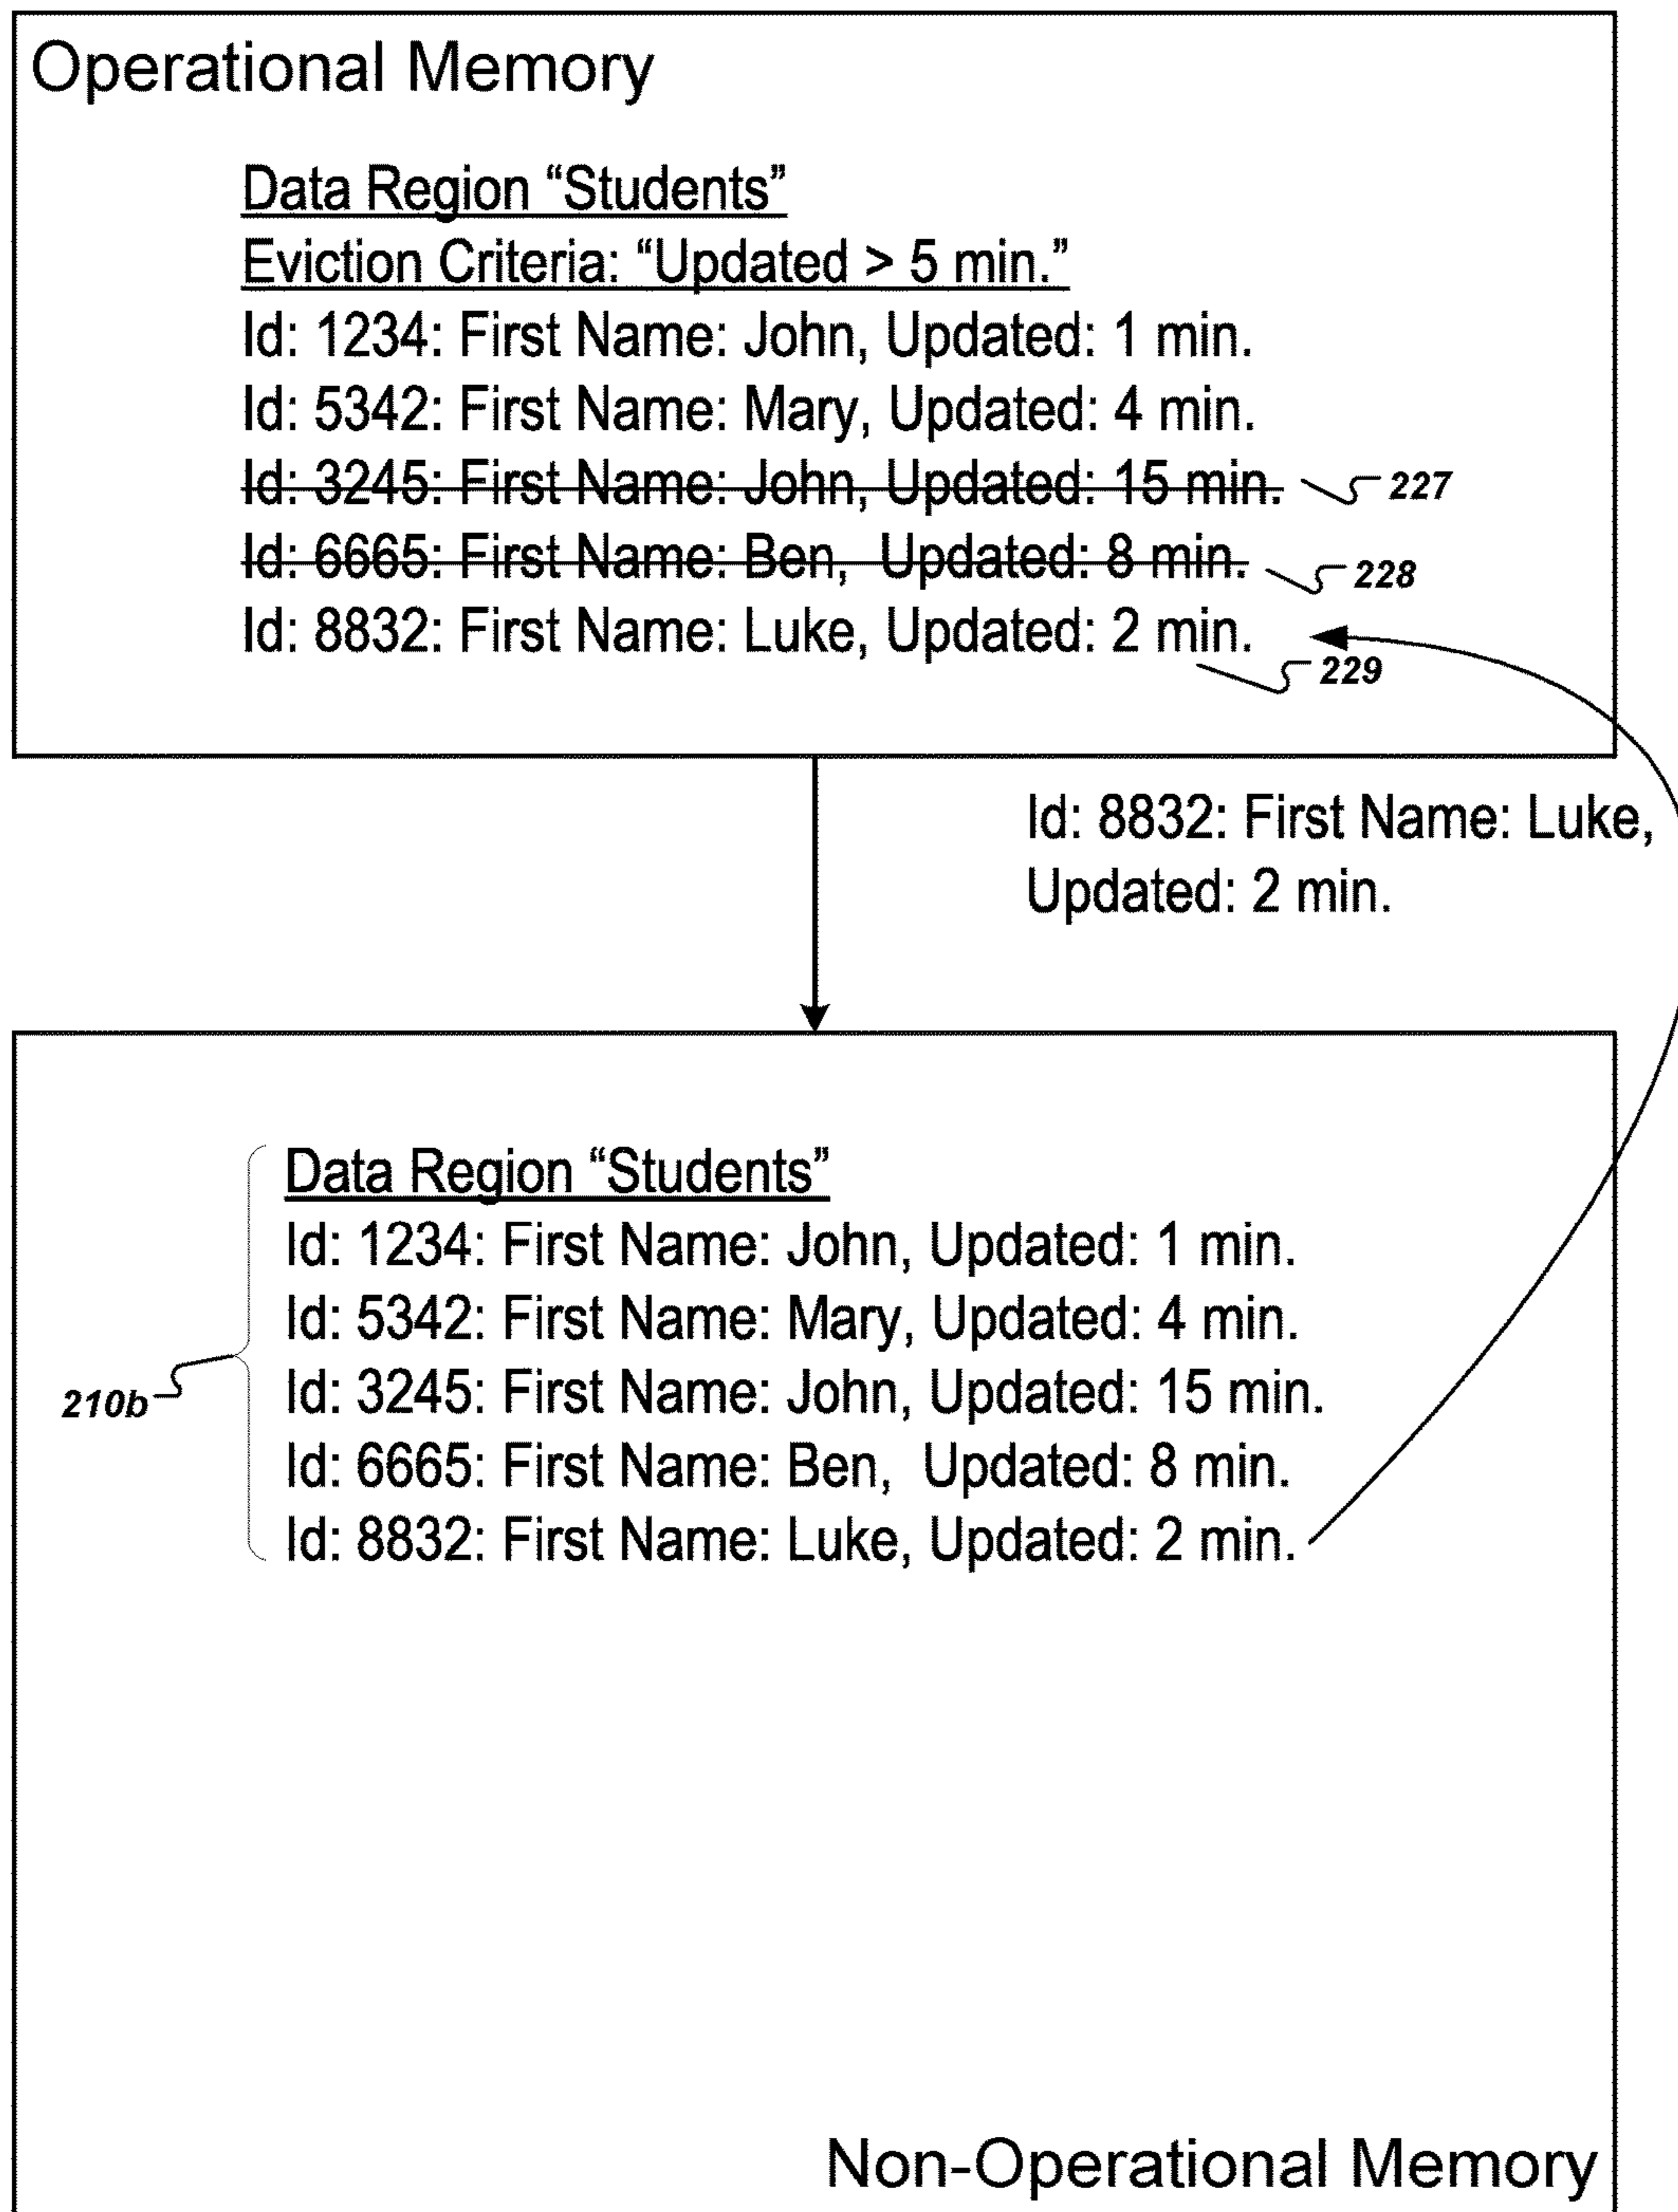 Operational Memory
Data Region “Students”
Eviction Criteria: “Updated > 5 min.”
Id: 1234: First Name: John, Updated: 1 min.
Id: 5342: First Name: Mary, Updated: 4 min.
Id: 3245: First Name: John, Updated: 15 min.
227
Id: 6665: First Name: Ben, Updated: 8 min.
228
Id: 8832: First Name: Luke, Updated: 2 min.
229
Id: 8832: First Name: Luke,
Updated: 2 min.
Data Region “Students”
Id: 1234: First Name: John, Updated: 1 min.
Id: 5342: First Name: Mary, Updated: 4 min.
Id: 3245: First Name: John, Updated: 15 min.
210b
Id: 6665: First Name: Ben, Updated: 8 min.
Id: 8832: First Name: Luke, Updated: 2 min.
Non-Operational Memory